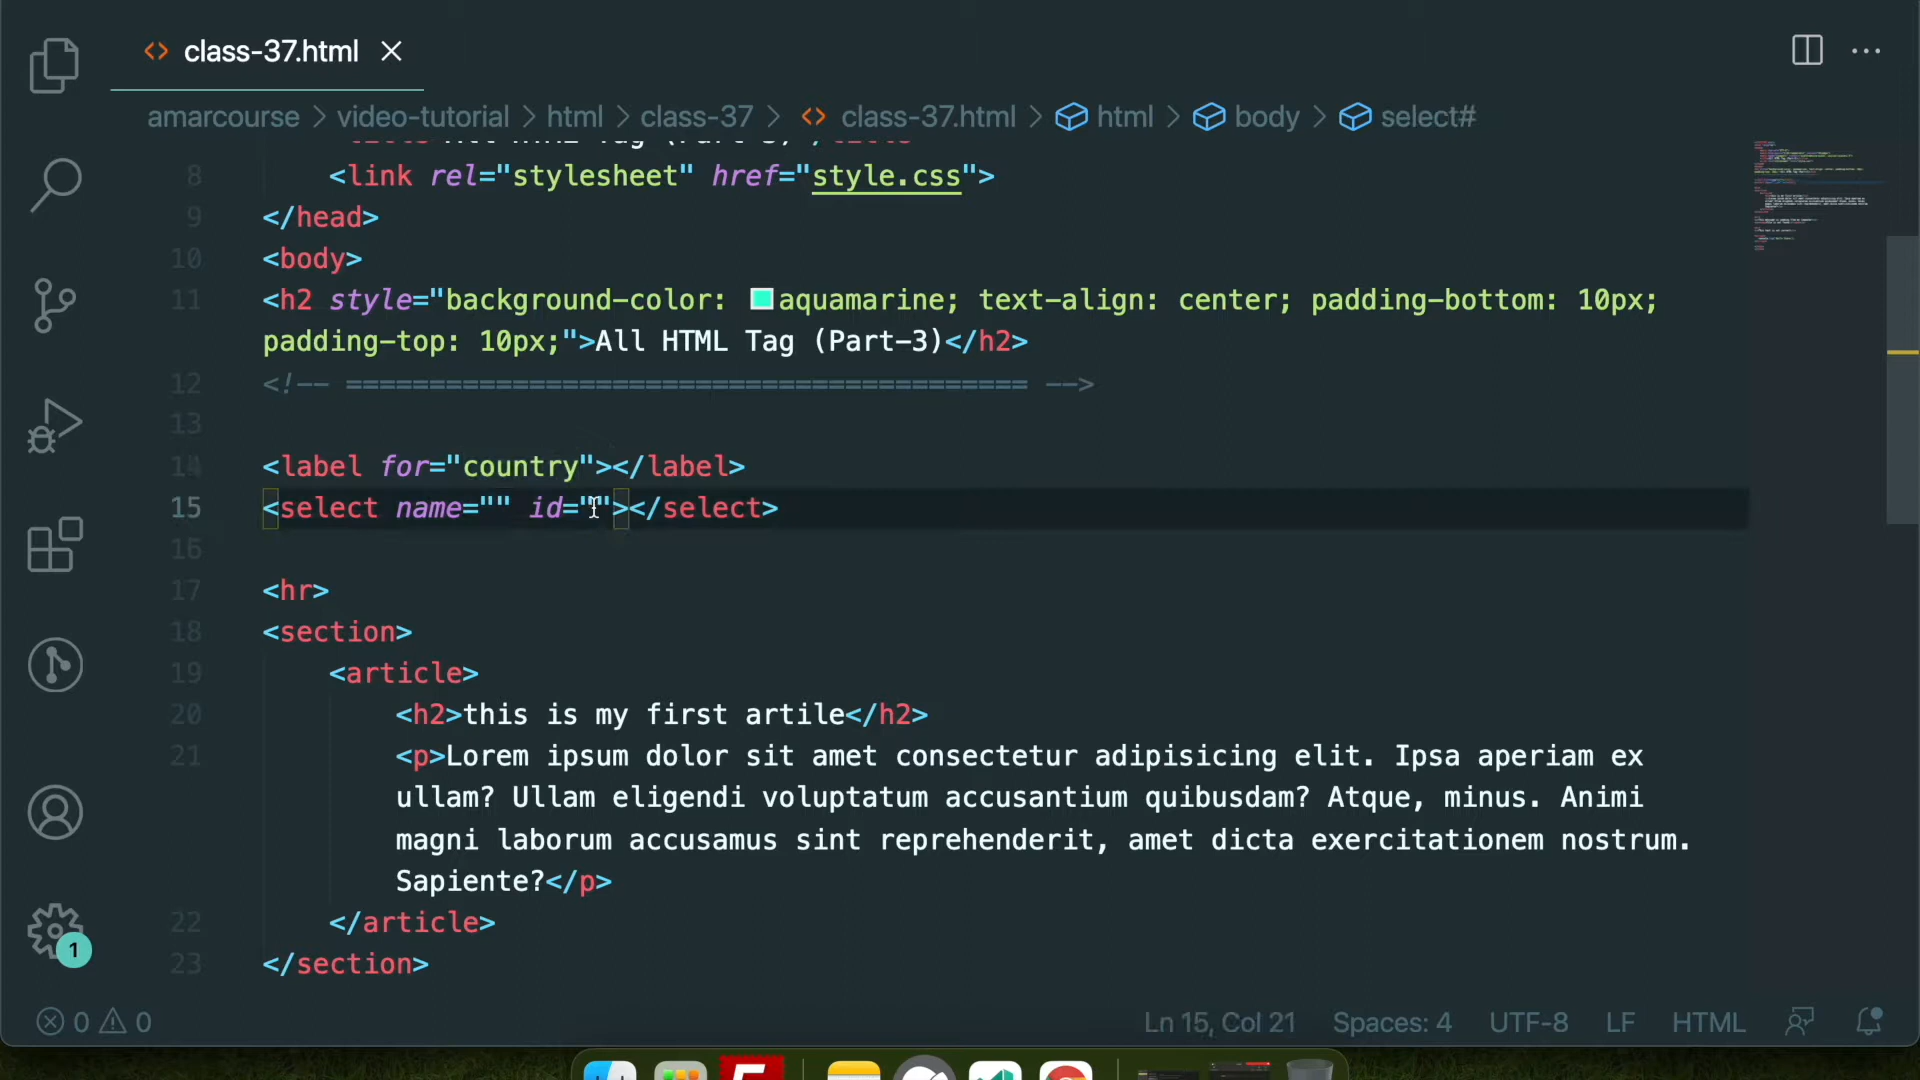 class-37.html
amarcourse > video-tutorial > html > class-37 > <> class-37.html > html > body > select#
8 <link rel="stylesheet" href="style.css">
9 </head>
10 <body>
11 <h2 style="background-color: aquamarine; text-align: center; padding-bottom: 10px;
padding-top: 10px;">All HTML Tag (Part-3)</h2>
12 <!-- ========================================= -->
13
14 <label for="country"></label>
15 <select name="" id=""></select>
16
17 <hr>
18 <section>
19 <article>
20 <h2>this is my first artile</h2>
21 <p>Lorem ipsum dolor sit amet consectetur adipisicing elit. Ipsa aperiam ex
ullam? Ullam eligendi voluptatum accusantium quibusdam? Atque, minus. Animi
magni laborum accusamus sint reprehenderit, amet dicta exercitationem nostrum.
Sapiente?</p>
22 </article>
23 </section>
1
0 0 Ln 15, Col 21 Spaces: 4 UTF-8 LF HTML